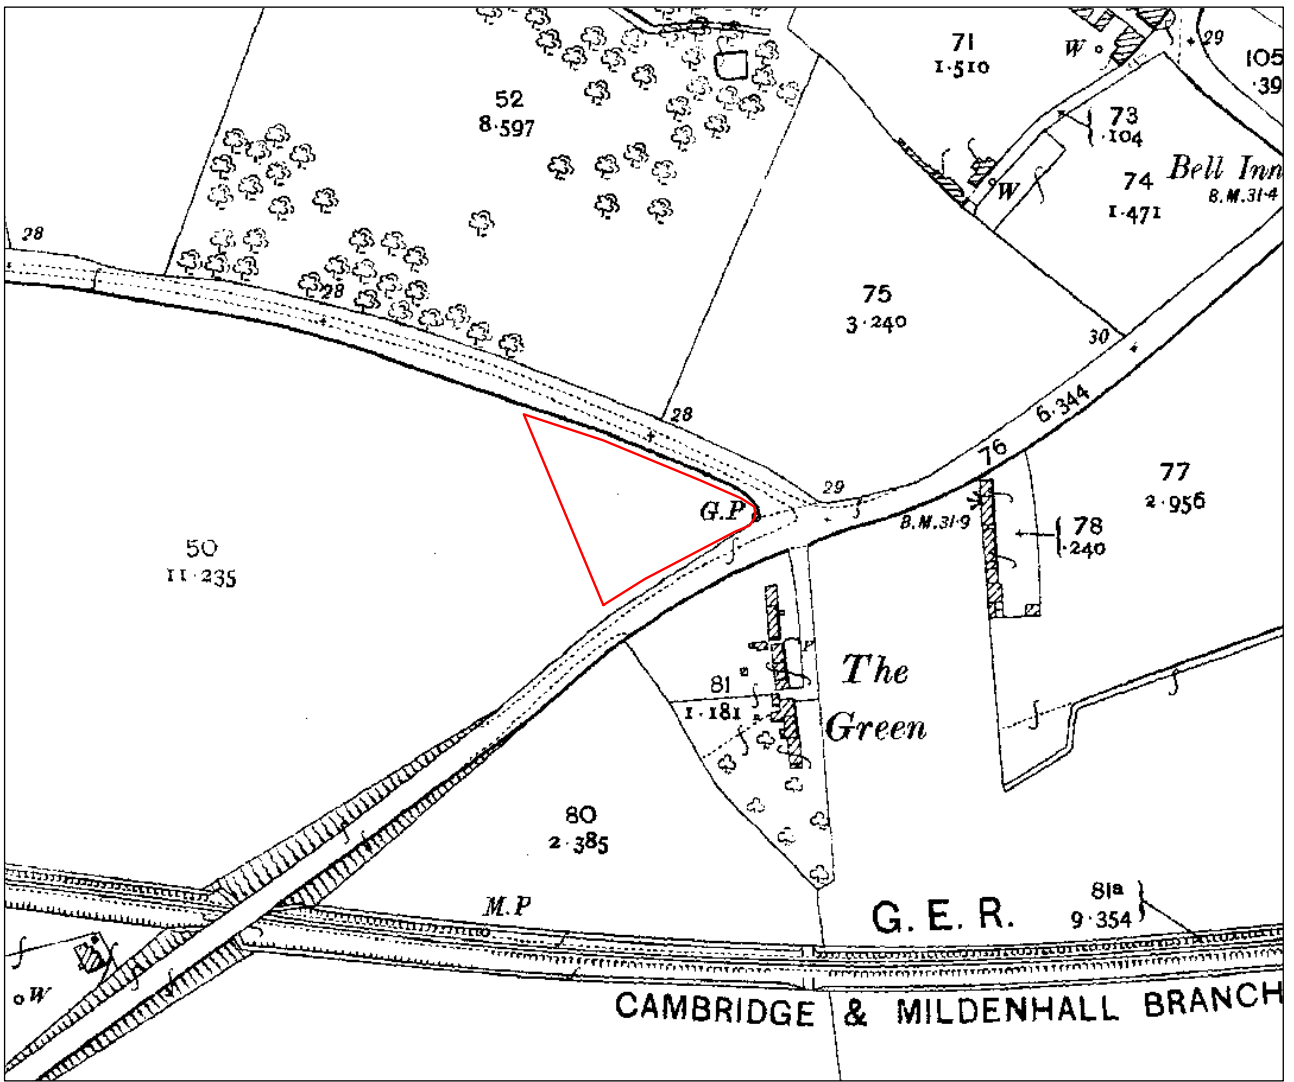 71
1·510
W
29
105
·39
52
8·597
73
·104
Bell Inn
B.M.31·4
W
74
1·471
28
28
75
3·240
30
28
6·344
76
29
77
2·956
G.P
B.M.31·9
78
·240
50
11·235
P
The
Green
81
1·181
80
2·385
M.P
81a
9·354
G.E.R.
W
CAMBRIDGE & MILDENHALL BRANCH